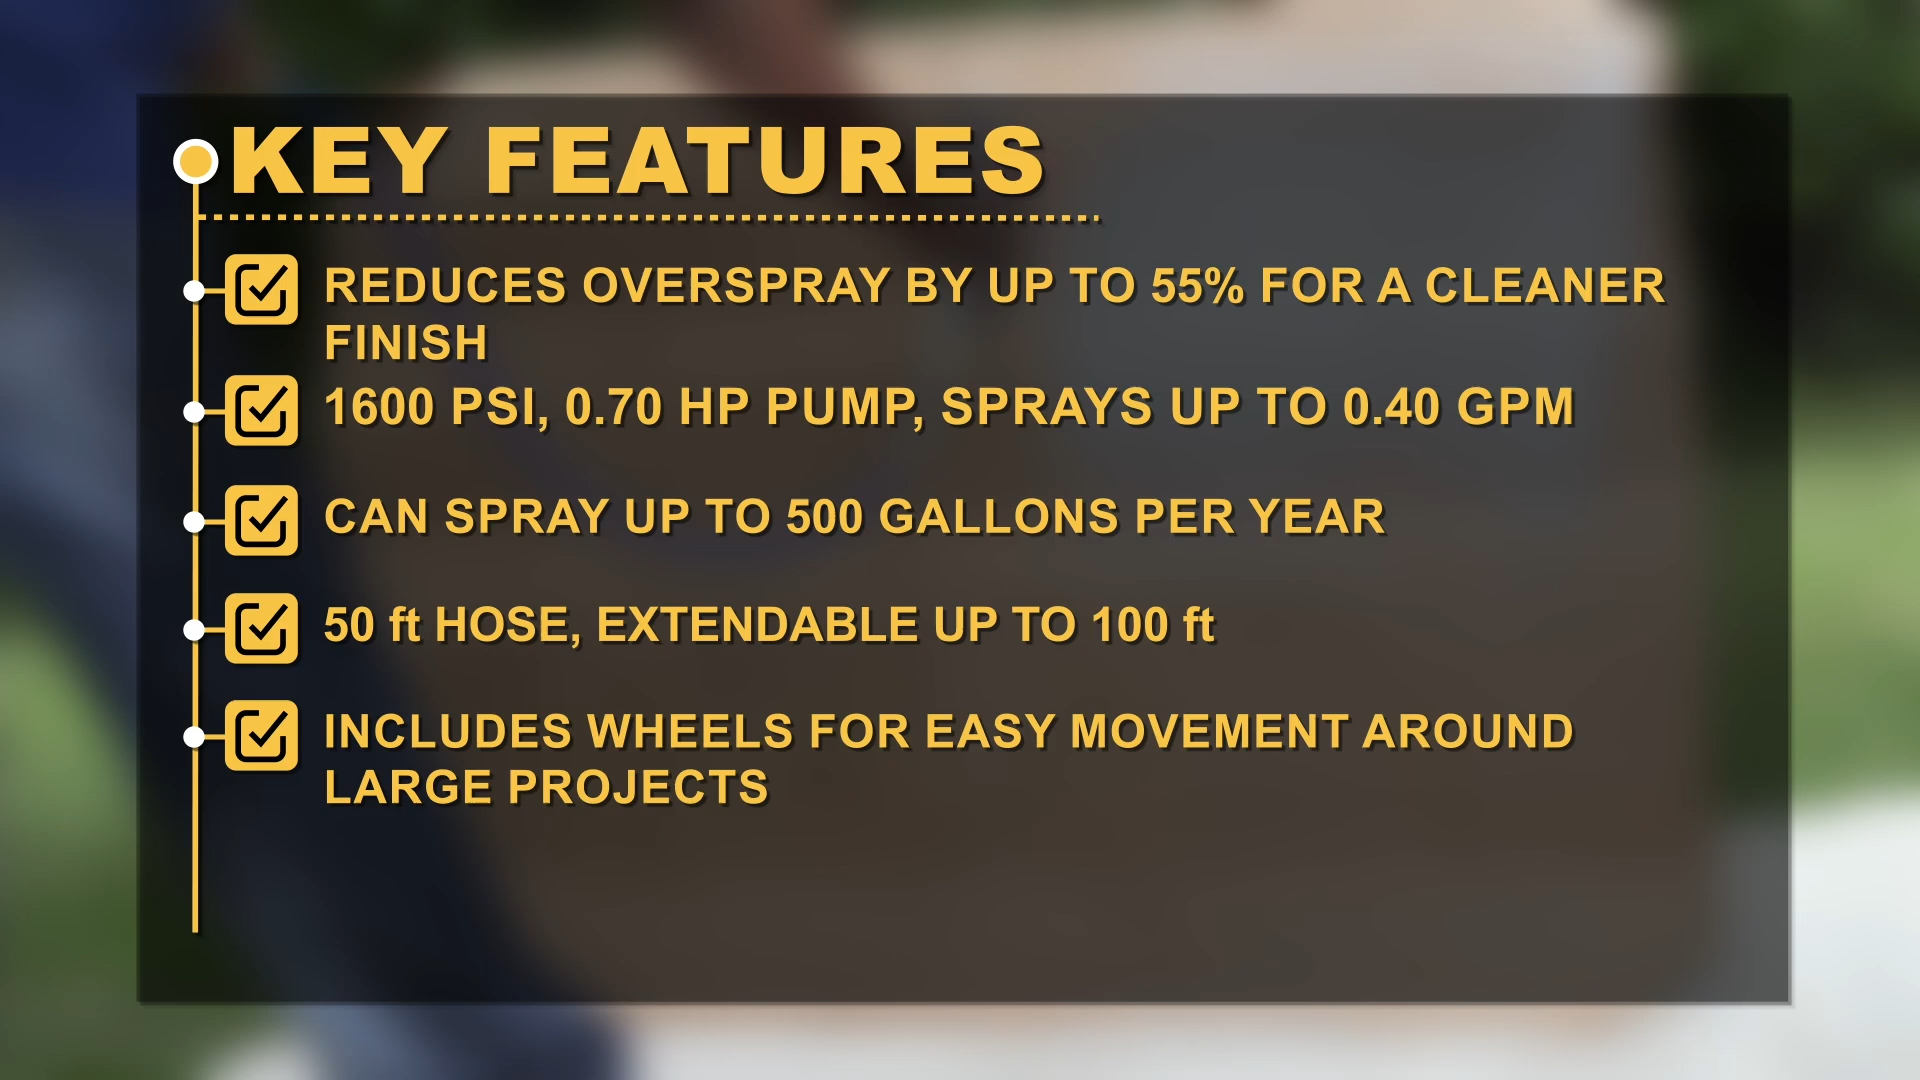 KEY FEATURES
REDUCES OVERSPRAY BY UP TO 55% FOR A CLEANER
FINISH
1600 PSI, 0.70 HP PUMP, SPRAYS UP TO 0.40 GPM
CAN SPRAY UP TO 500 GALLONS PER YEAR
50 ft HOSE, EXTENDABLE UP TO 100 ft
INCLUDES WHEELS FOR EASY MOVEMENT AROUND
LARGE PROJECTS